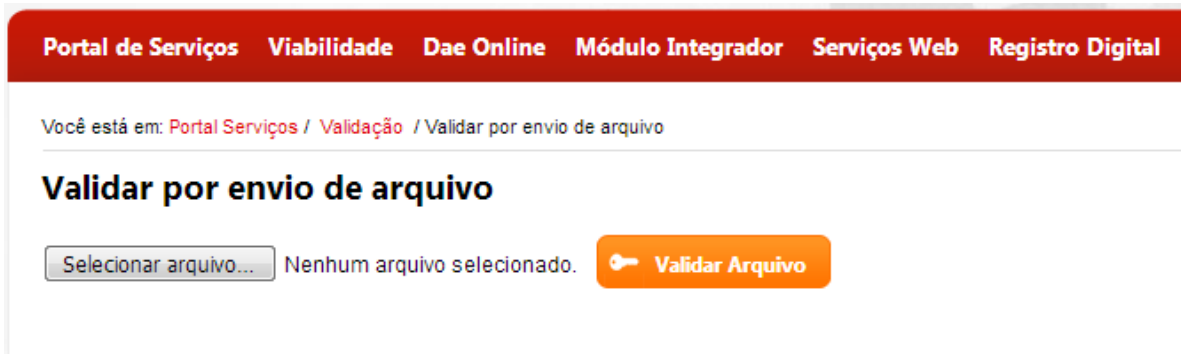 Portal de Serviços Viabilidade Dae Online Módulo Integrador Serviços Web Registro Digital
Você está em: Portal Serviços / Validação / Validar por envio de arquivo
Validar por envio de arquivo
Selecionar arquivo... Nenhum arquivo selecionado. Validar Arquivo